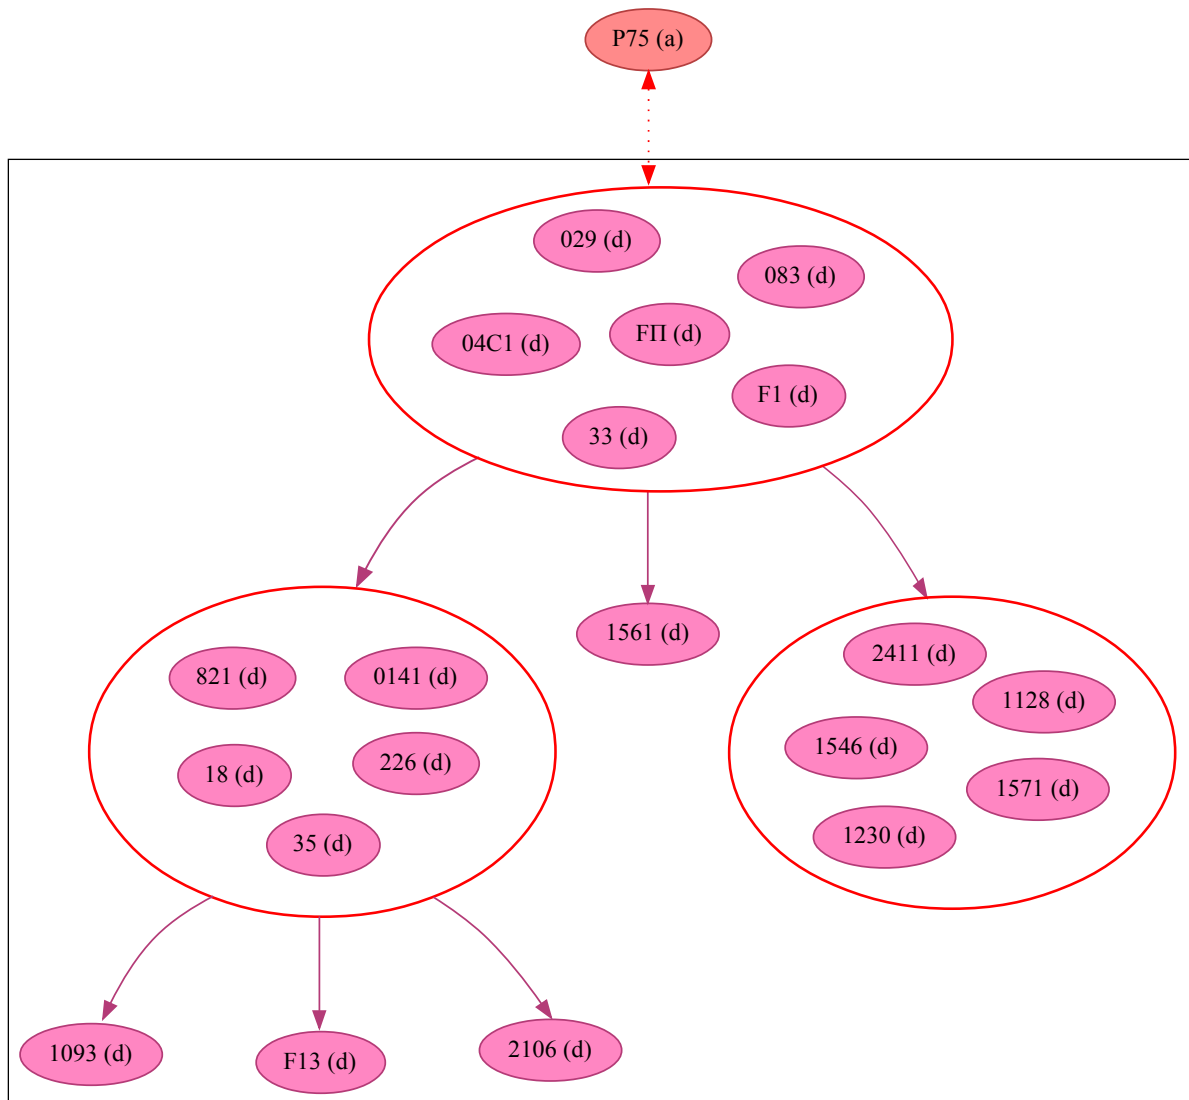 P75 (a)
029 (d)
083 (d)
04C1 (d)
FΠ (d)
F1 (d)
33 (d)
1561 (d)
2411 (d)
821 (d)
0141 (d)
1128 (d)
1546 (d)
18 (d)
226 (d)
1571 (d)
35 (d)
1230 (d)
1093 (d)
F13 (d)
2106 (d)